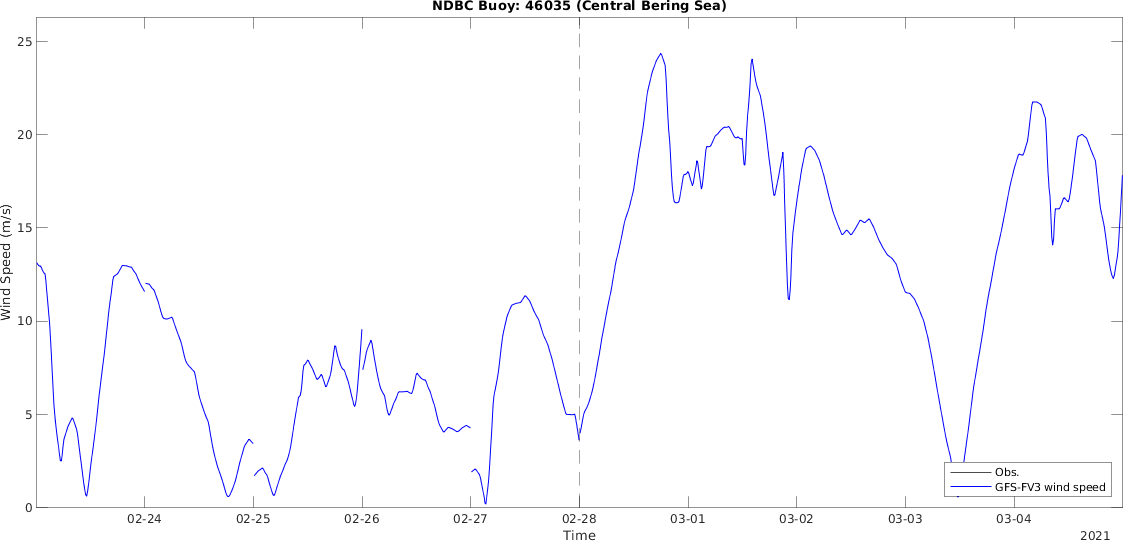 NDBC Buoy: 46035 (Central Bering Sea)
25
20
15
10
5
0
Wind Speed (m/s)
02-24 02-25 02-26 02-27 02-28 03-01 03-02 03-03 03-04
Time
2021
Obs.
GFS-FV3 wind speed